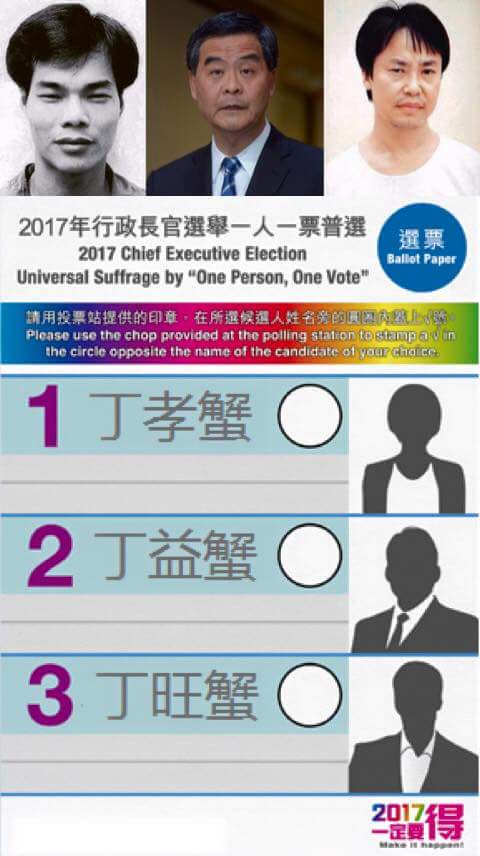 2017年行政長官選舉一人一票普選
2017 Chief Executive Election
Universal Suffrage by “One Person, One Vote”
選票
Ballot Paper
請用投票站提供的印章，在所選候選人姓名旁的圓圈內蓋上√號。
Please use the chop provided at the polling station to stamp a √ in
the circle opposite the name of the candidate of your choice.
1 丁孝蟹
2 丁益蟹
3 丁旺蟹
2017
一定要得
Make it happen!